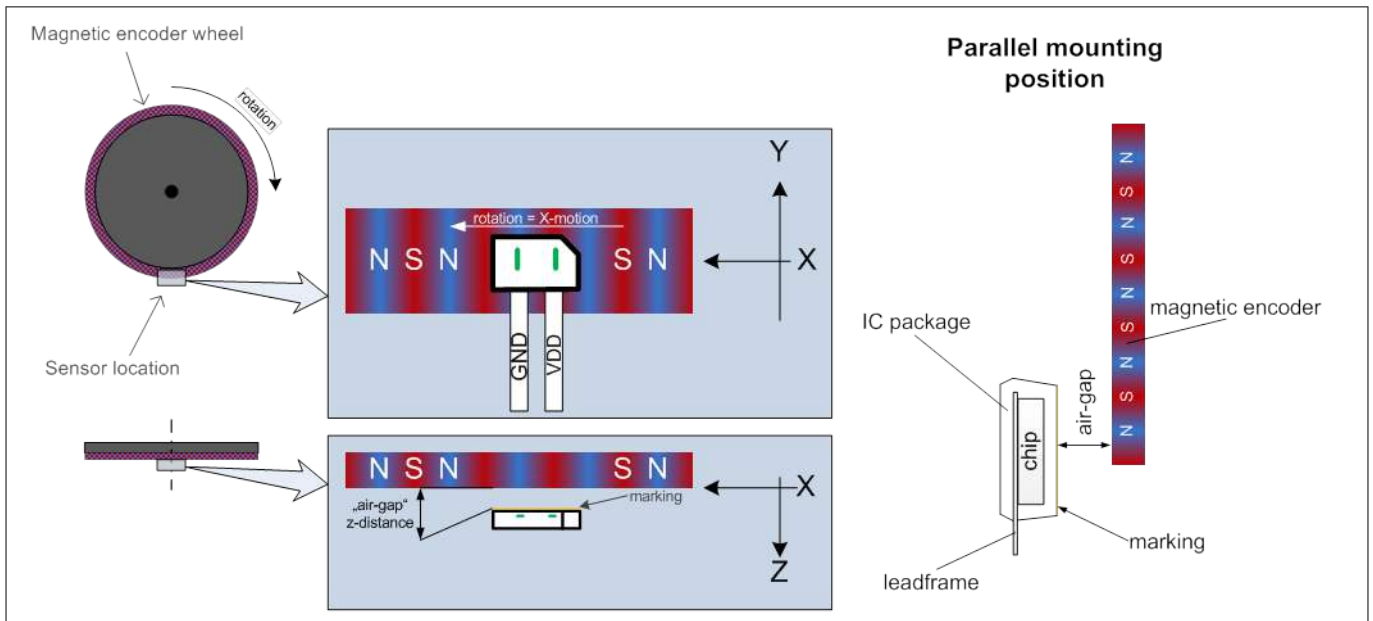 Magnetic encoder wheel
rotation
Sensor location
Y
rotation = X-motion
N S N S N
X
GND
VDD
N S N S N
X
„air-gap“
z-distance
marking
Z
Parallel mounting
position
N
S
N
S
N
S
N
S
N
magnetic encoder
IC package
air-gap
chip
marking
leadframe